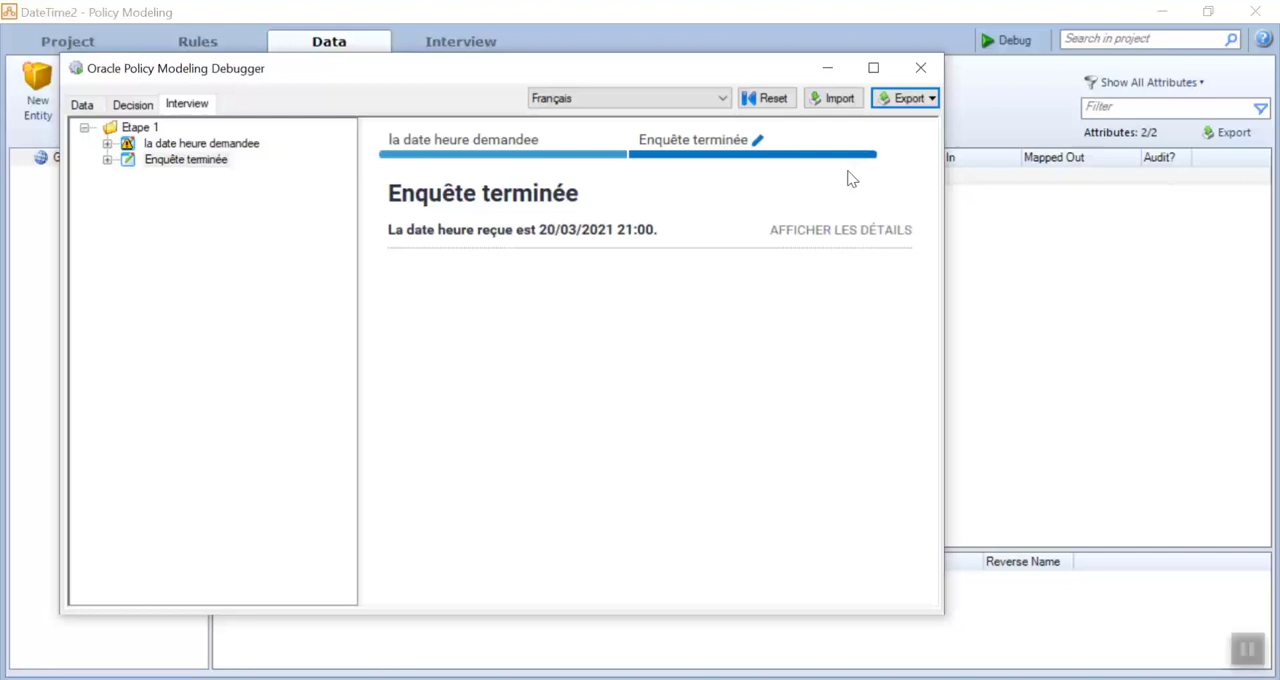 DateTime2 - Policy Modeling
Project Rules Data Interview Debug Search in project
Oracle Policy Modeling Debugger
New
Entity
Show All Attributes
Filter
Attributes: 2/2 Export
Data Decision Interview Français Reset Import Export
In Mapped Out Audit?
G
Etape 1
la date heure demandee
Enquête terminée
la date heure demandee Enquête terminée
Enquête terminée
La date heure reçue est 20/03/2021 21:00. AFFICHER LES DÉTAILS
Reverse Name